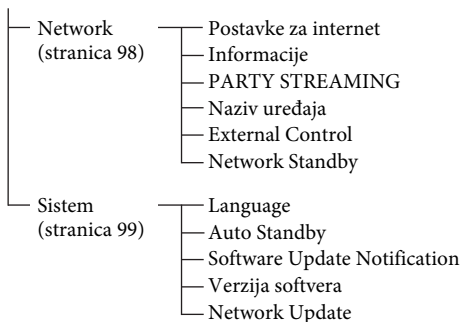 Network
(stranica 98)
Postavke za internet
Informacije
PARTY STREAMING
Naziv uređaja
External Control
Network Standby
Sistem
(stranica 99)
Language
Auto Standby
Software Update Notification
Verzija softvera
Network Update